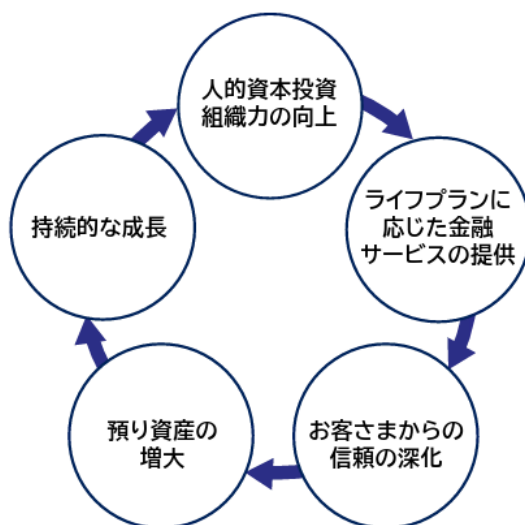 人的資本投資
組織力の向上
ライフプランに
応じた金融
サービスの提供
お客さまからの
信頼の深化
預り資産の
増大
持続的な成長